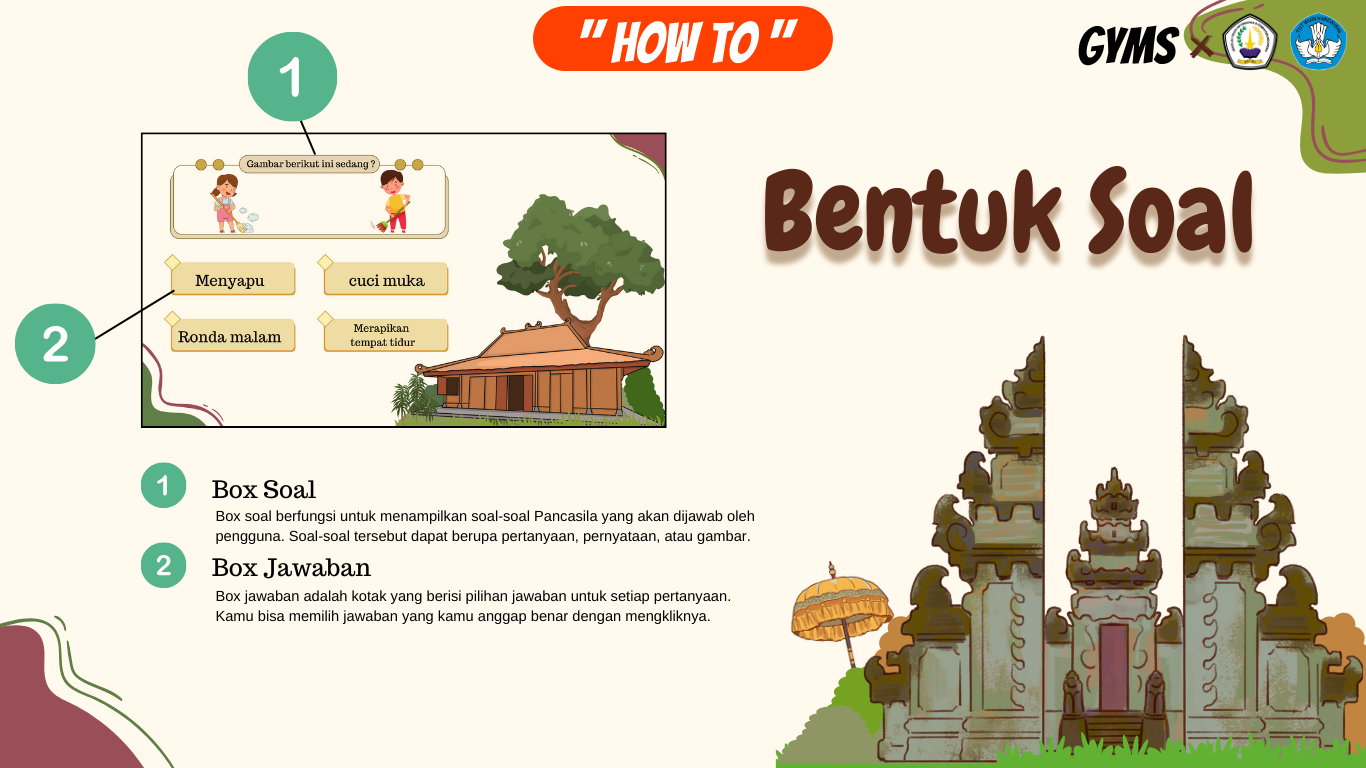 " HOW TO "
GYMS
1
Gambar berikut ini sedang ?
Menyapu
cuci muka
Ronda malam
Merapikan
tempat tidur
2
Bentuk Soal
1
Box Soal
Box soal berfungsi untuk menampilkan soal-soal Pancasila yang akan dijawab oleh
pengguna. Soal-soal tersebut dapat berupa pertanyaan, pernyataan, atau gambar.
2
Box Jawaban
Box jawaban adalah kotak yang berisi pilihan jawaban untuk setiap pertanyaan.
Kamu bisa memilih jawaban yang kamu anggap benar dengan mengkliknya.